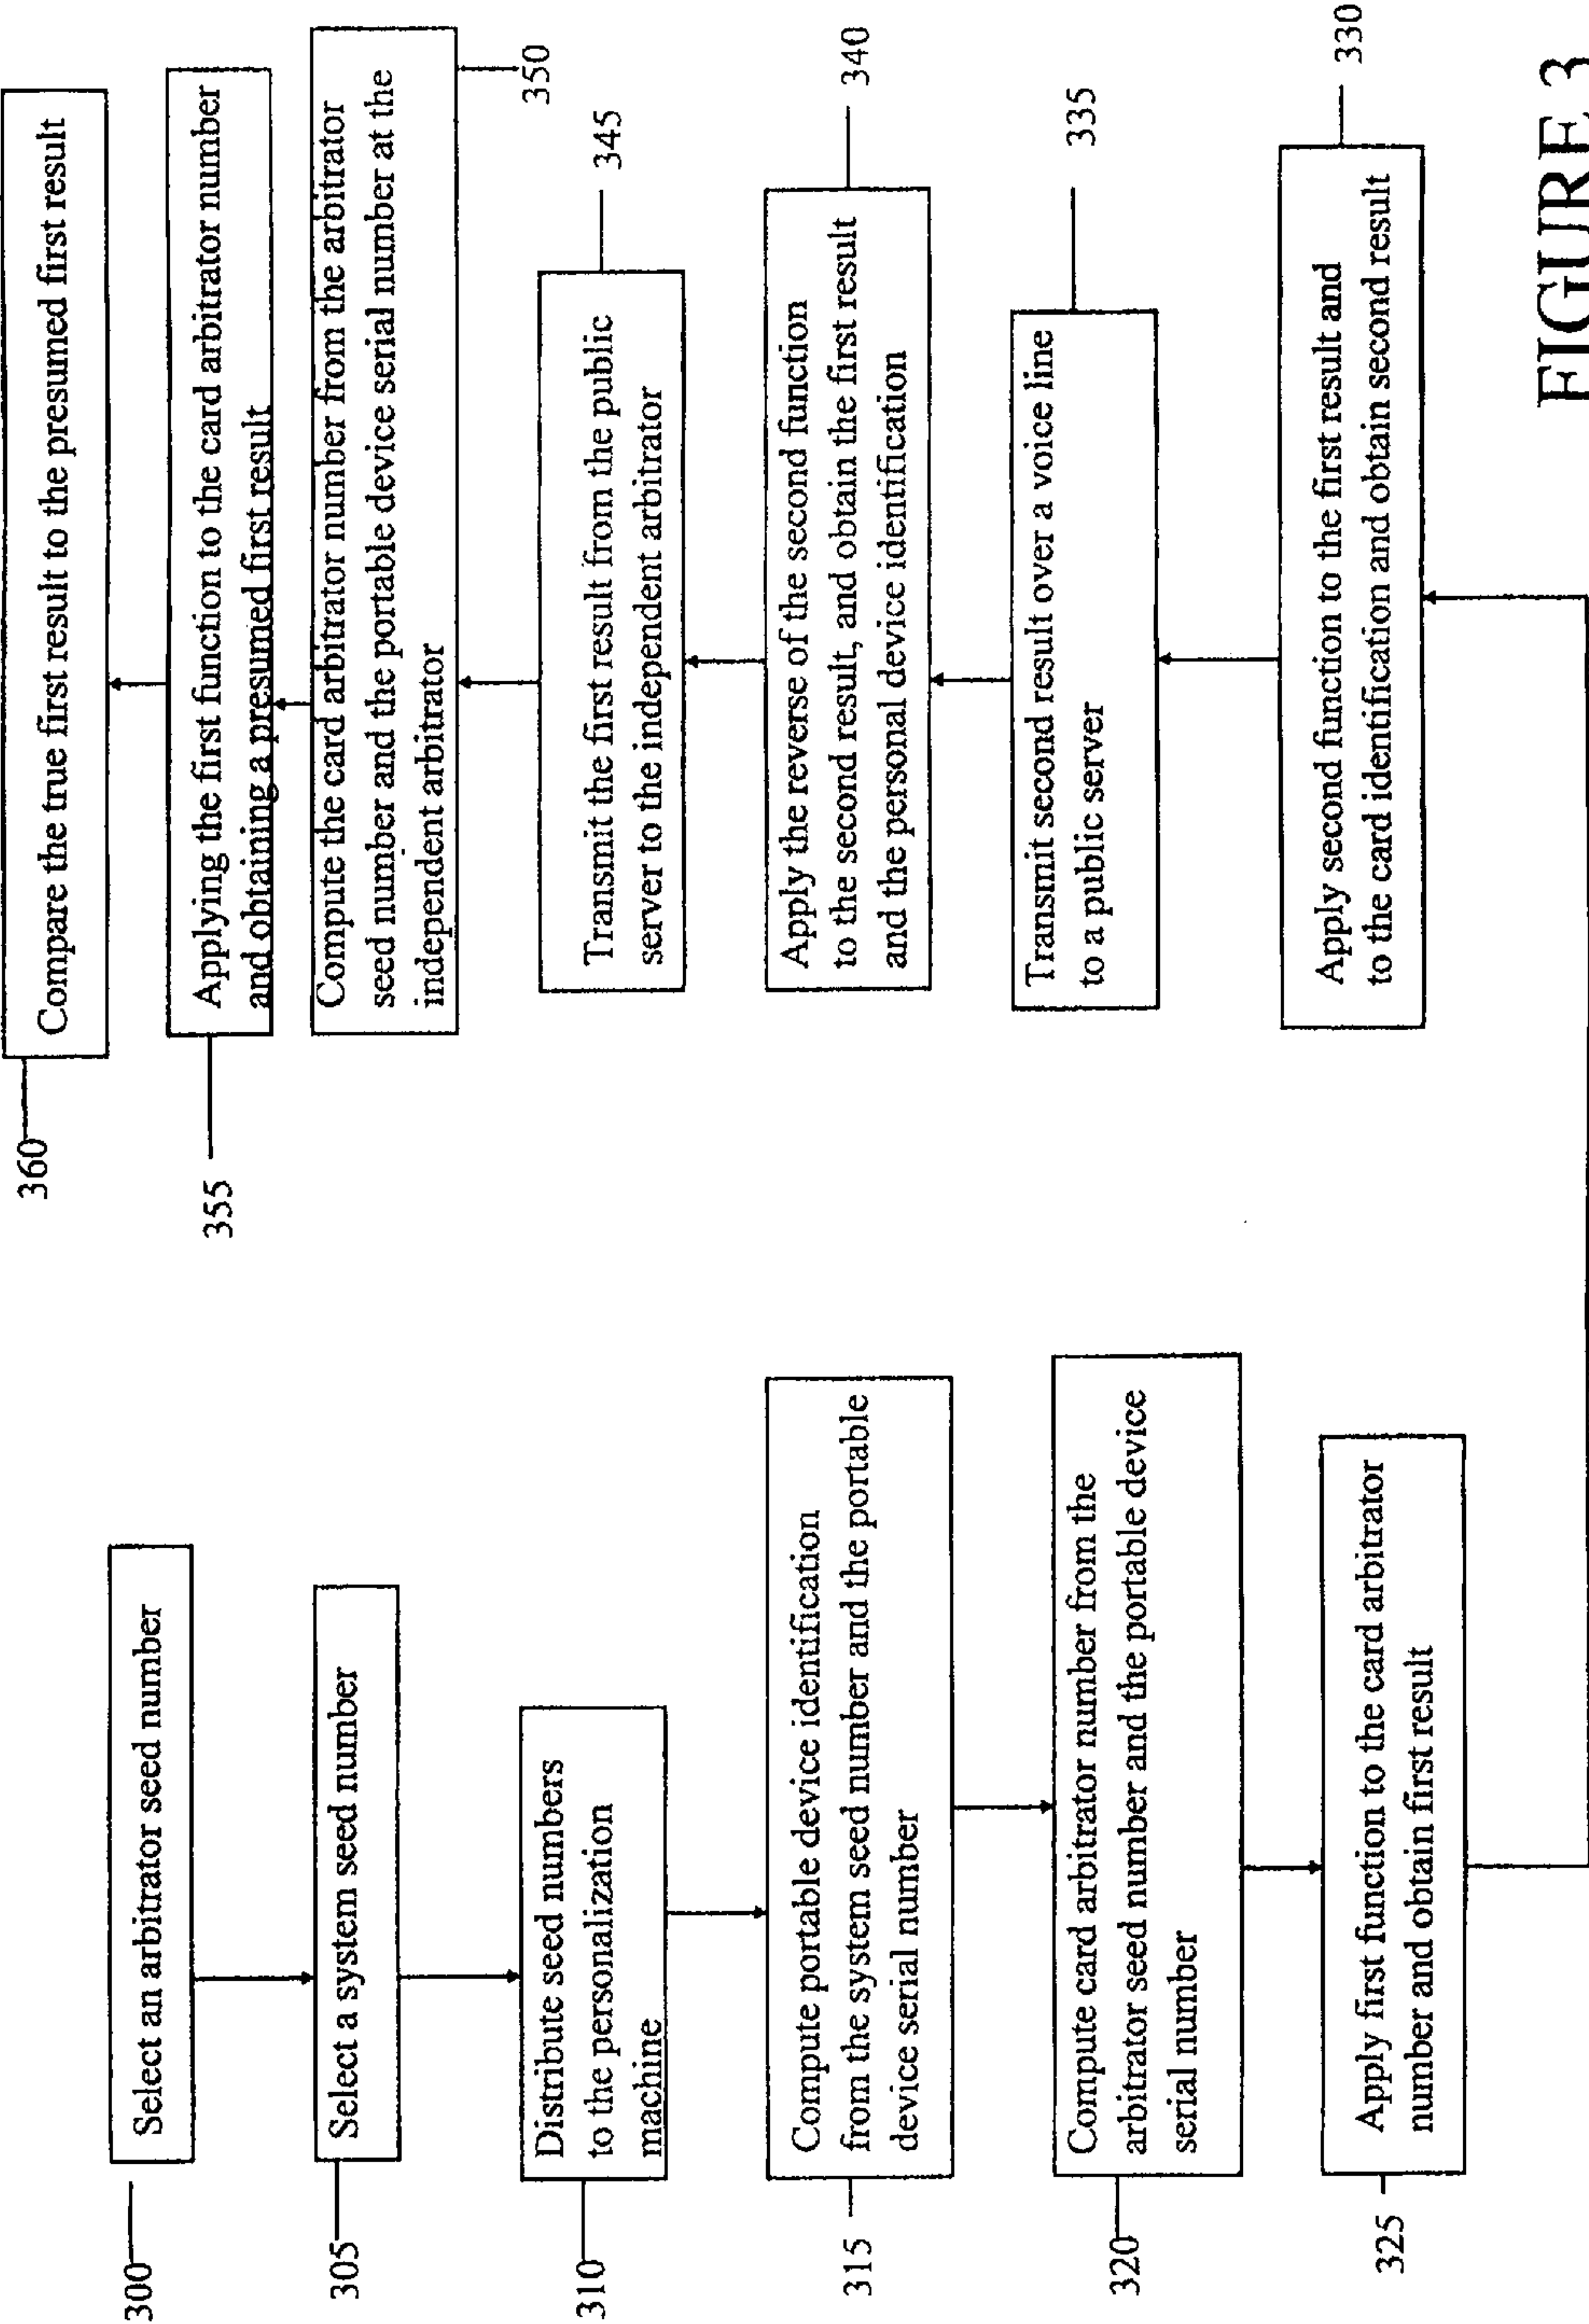 300
Select an arbitrator seed number
305
Select a system seed number
310
Distribute seed numbers
to the personalization
machine
315
Compute portable device identification
from the system seed number and the portable
device serial number
320
Compute card arbitrator number from the
arbitrator seed number and the portable device
serial number
325
Apply first function to the card arbitrator
number and obtain first result
330
Apply second function to the first result and
to the card identification and obtain second result
335
Transmit second result over a voice line
to a public server
340
Apply the reverse of the second function
to the second result, and obtain the first result
and the personal device identification
345
Transmit the first result from the public
server to the independent arbitrator
350
Compute the card arbitrator number from the arbitrator
seed number and the portable device serial number at the
independent arbitrator
355
Applying the first function to the card arbitrator number
and obtaining a presumed first result
360
Compare the true first result to the presumed first result
FIGURE 3